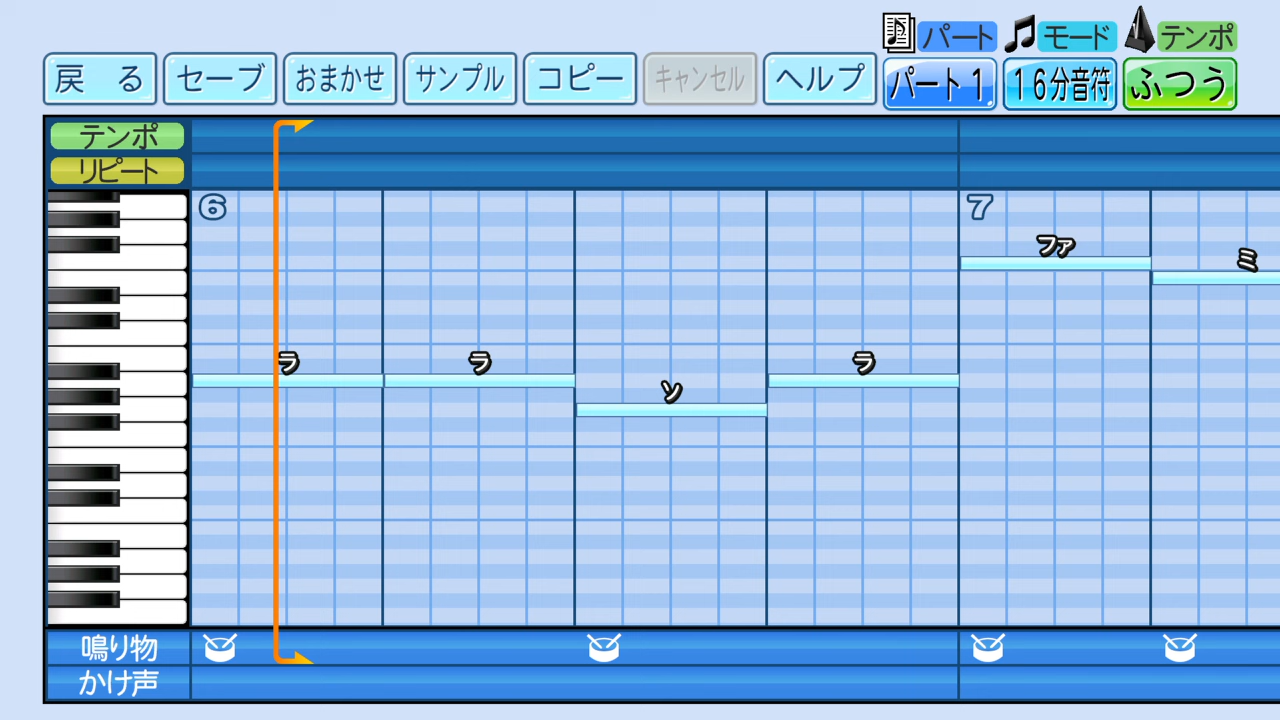 パート モード テンポ
戻る セーブ おまかせ サンプル コピー キャンセル ヘルプ パート1 16分音符 ふつう
テンポ
リピート
6 7
ファ
ミ
ラ ラ ラ
ソ
鳴り物
かけ声